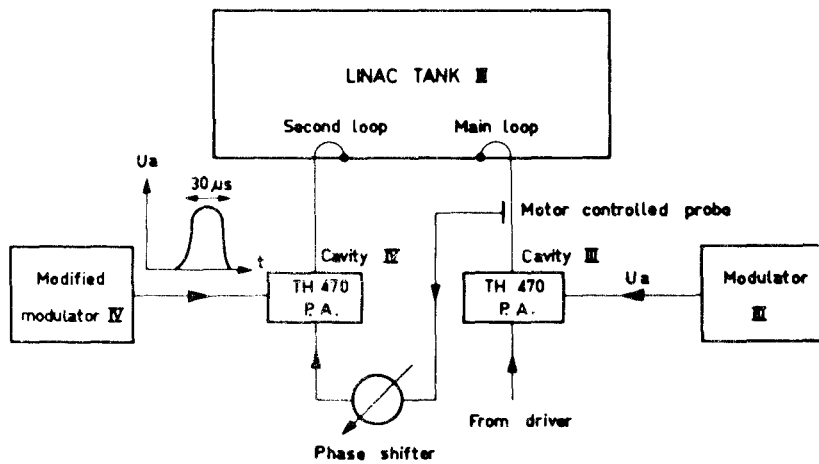 LINAC TANK III
Second loop
Main loop
Ua
30 µs
t
Motor controlled probe
Cavity IV
Cavity III
Modified
modulator IV
TH 470
P.A.
TH 470
P.A.
Ua
Modulator
III
From driver
Phase shifter